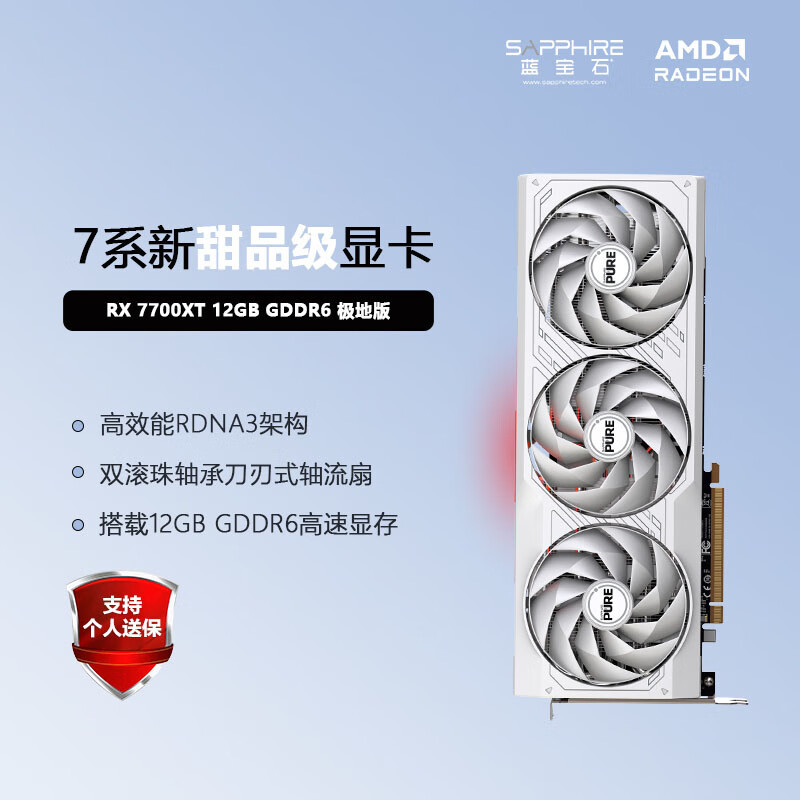 SAPPHIRE
蓝宝石
www.sapphiretech.com
AMD
RADEON
7系新甜品级显卡
RX 7700XT 12GB GDDR6 极地版
高效能RDNA3架构
双滚珠轴承刀刃式轴流扇
搭载12GB GDDR6高速显存
支持
个人送保
PURE
PURE
PURE
FC
CE